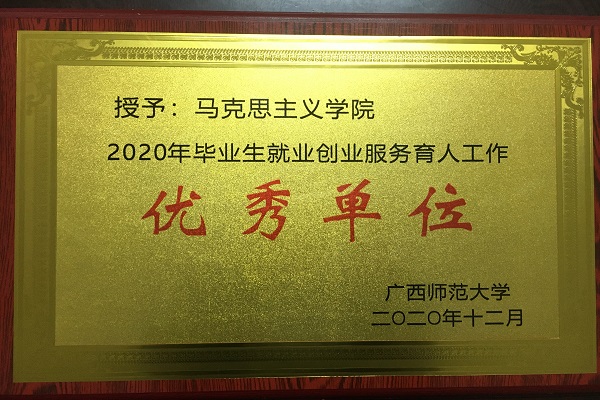 授予：马克思主义学院
2020年毕业生就业创业服务育人工作
优秀单位
广西师范大学
二〇二〇年十二月